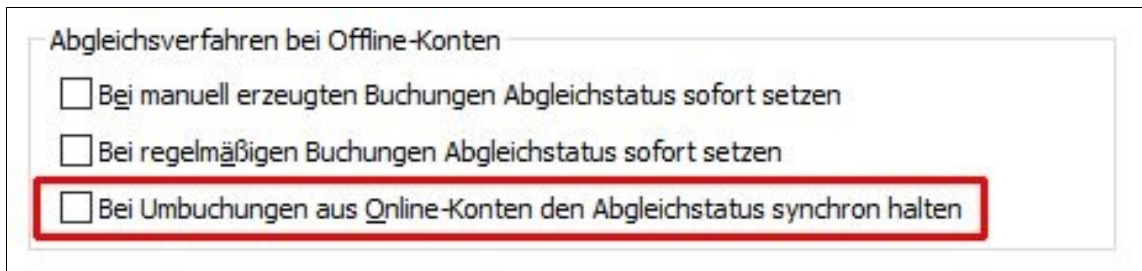 Abgleichsverfahren bei Offline-Konten
Bei manuell erzeugten Buchungen Abgleichstatus sofort setzen
Bei regelmäßigen Buchungen Abgleichstatus sofort setzen
Bei Umbuchungen aus Online-Konten den Abgleichstatus synchron halten